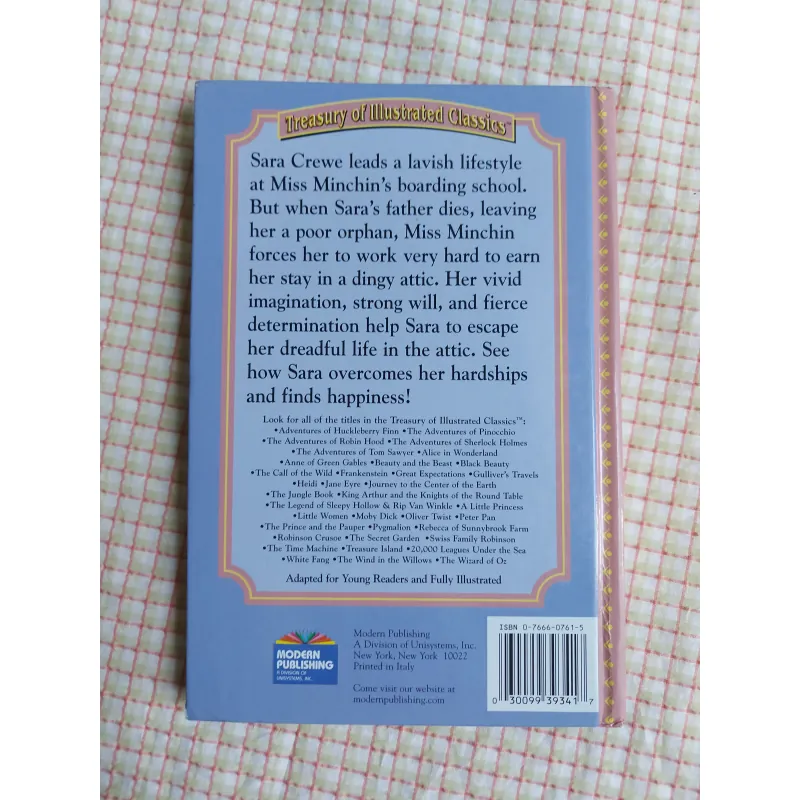 Treasury of Illustrated Classics™
Sara Crewe leads a lavish lifestyle
at Miss Minchin's boarding school.
But when Sara's father dies, leaving
her a poor orphan, Miss Minchin
forces her to work very hard to earn
her stay in a dingy attic. Her vivid
imagination, strong will, and fierce
determination help Sara to escape
her dreadful life in the attic. See
how Sara overcomes her hardships
and finds happiness!
Look for all of the titles in the Treasury of Illustrated Classics™:
•Adventures of Huckleberry Finn •The Adventures of Pinocchio
•The Adventures of Robin Hood •The Adventures of Sherlock Holmes
•The Adventures of Tom Sawyer •Alice in Wonderland
•Anne of Green Gables •Beauty and the Beast •Black Beauty
•The Call of the Wild •Frankenstein •Great Expectations •Gulliver's Travels
•Heidi •Jane Eyre •Journey to the Center of the Earth
•The Jungle Book •King Arthur and the Knights of the Round Table
•The Legend of Sleepy Hollow & Rip Van Winkle •A Little Princess
•Little Women •Moby Dick •Oliver Twist •Peter Pan
•The Prince and the Pauper •Pygmalion •Rebecca of Sunnybrook Farm
•Robinson Crusoe •The Secret Garden •Swiss Family Robinson
•The Time Machine •Treasure Island •20,000 Leagues Under the Sea
•White Fang •The Wind in the Willows •The Wizard of Oz
Adapted for Young Readers and Fully Illustrated
MODERN
PUBLISHING
A DIVISION OF
UNISYSTEMS, INC.
Modern Publishing
A Division of Unisystems, Inc.
New York, New York 10022
Printed in Italy
Come visit our website at
modernpublishing.com
ISBN 0-7666-0761-5
0 30099 39341 7